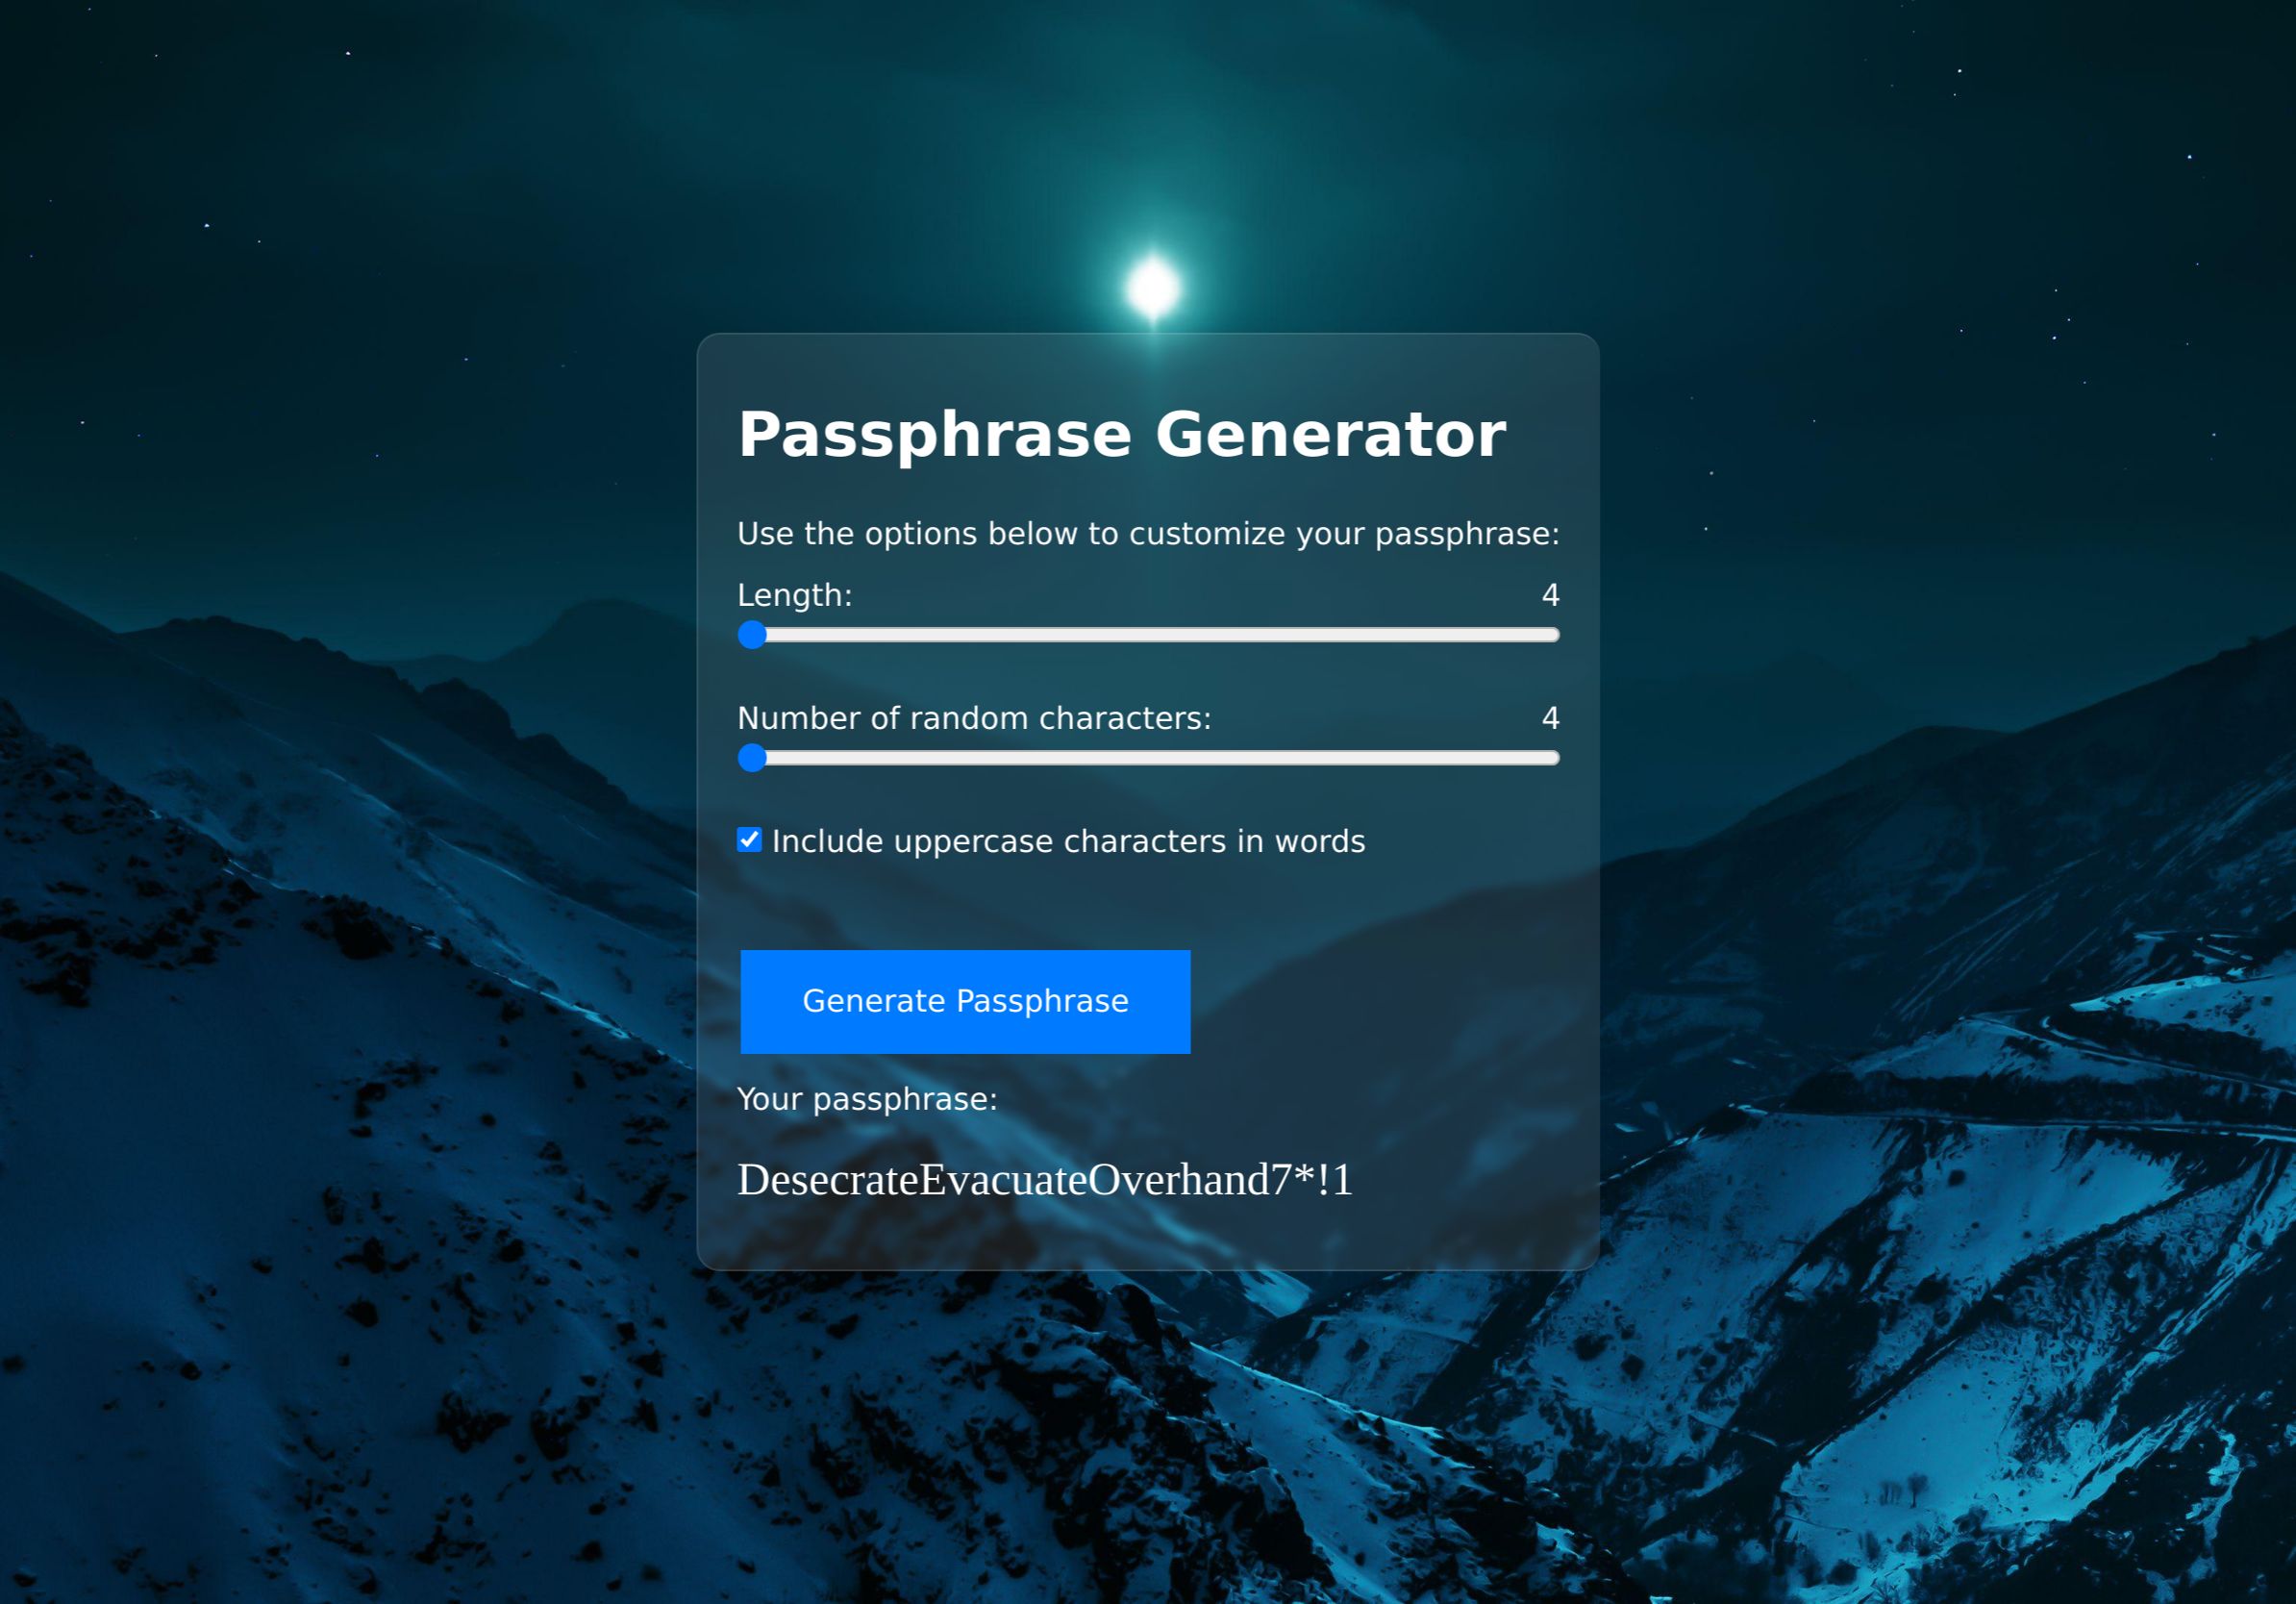 Passphrase Generator
Use the options below to customize your passphrase:
Length: 4
Number of random characters: 4
Include uppercase characters in words
Generate Passphrase
Your passphrase:
DesecrateEvacuateOverhand7*!1